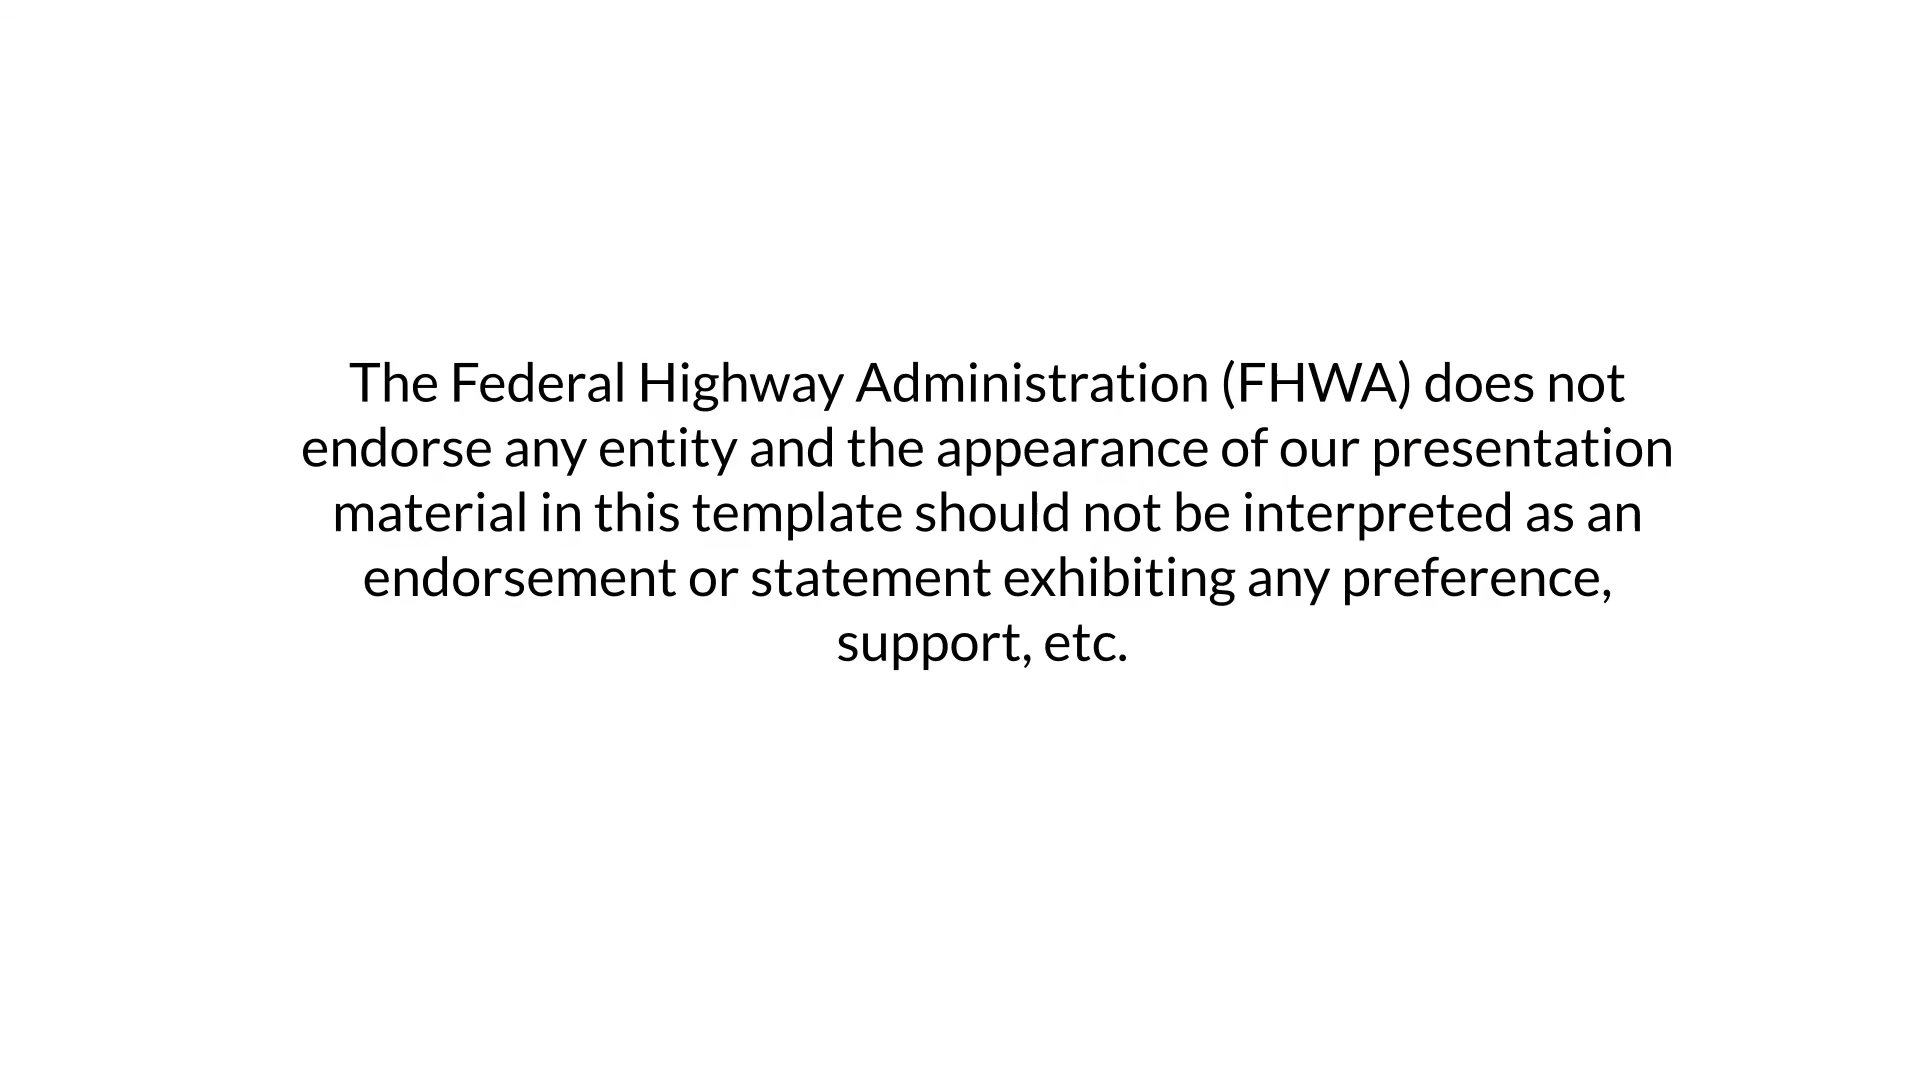 The Federal Highway Administration (FHWA) does not
endorse any entity and the appearance of our presentation
material in this template should not be interpreted as an
endorsement or statement exhibiting any preference,
support, etc.